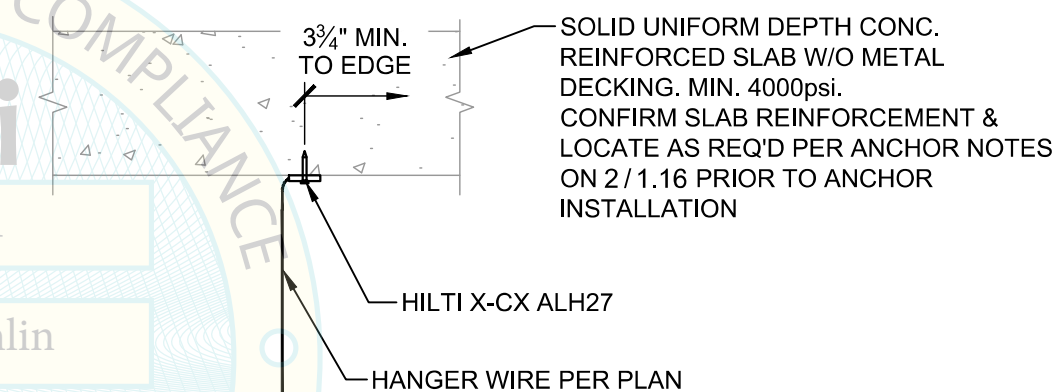 3¾" MIN.
TO EDGE
SOLID UNIFORM DEPTH CONC.
REINFORCED SLAB W/O METAL
DECKING. MIN. 4000psi.
CONFIRM SLAB REINFORCEMENT &
LOCATE AS REQ'D PER ANCHOR NOTES
ON 2 / 1.16 PRIOR TO ANCHOR
INSTALLATION
HILTI X-CX ALH27
HANGER WIRE PER PLAN
COMPLIANCE